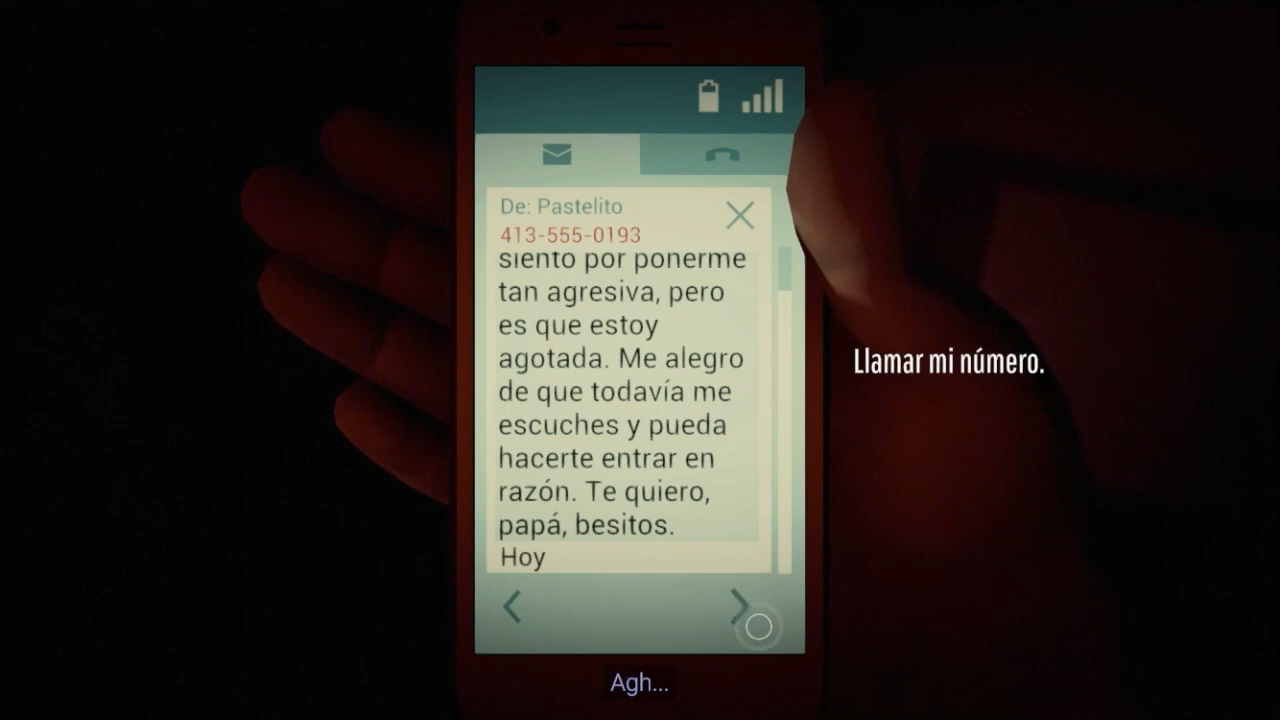 De: Pastelito
413-555-0193
siento por ponerme
tan agresiva, pero
es que estoy
agotada. Me alegro
de que todavía me
escuches y pueda
hacerte entrar en
razón. Te quiero,
papá, besitos.
Hoy
Llamar mi número.
Agh...